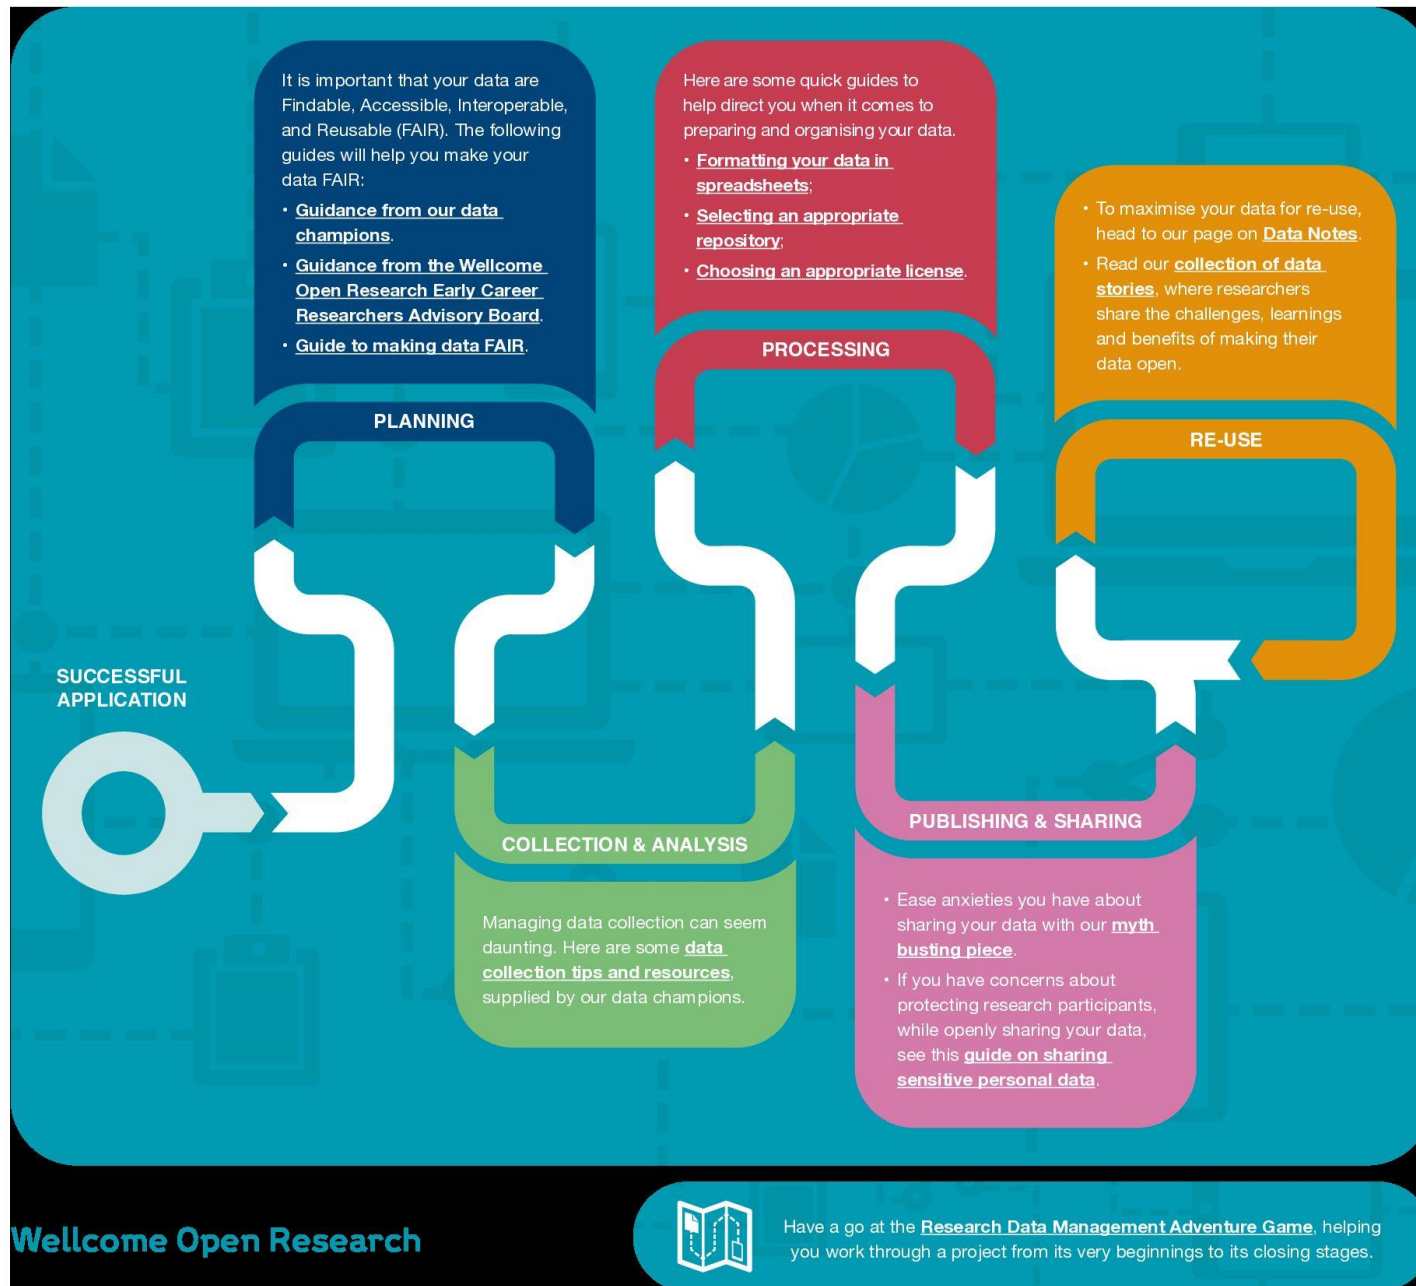 It is important that your data are
Findable, Accessible, Interoperable,
and Reusable (FAIR). The following
guides will help you make your
data FAIR:
• Guidance from our data
champions.
• Guidance from the Wellcome
Open Research Early Career
Researchers Advisory Board.
• Guide to making data FAIR.
PLANNING
Here are some quick guides to
help direct you when it comes to
preparing and organising your data.
• Formatting your data in
spreadsheets;
• Selecting an appropriate
repository;
• Choosing an appropriate license.
PROCESSING
• To maximise your data for re-use,
head to our page on Data Notes.
• Read our collection of data
stories, where researchers
share the challenges, learnings
and benefits of making their
data open.
RE-USE
SUCCESSFUL
APPLICATION
COLLECTION & ANALYSIS
Managing data collection can seem
daunting. Here are some data
collection tips and resources,
supplied by our data champions.
PUBLISHING & SHARING
• Ease anxieties you have about
sharing your data with our myth
busting piece.
• If you have concerns about
protecting research participants,
while openly sharing your data,
see this guide on sharing
sensitive personal data.
Wellcome Open Research
Have a go at the Research Data Management Adventure Game, helping
you work through a project from its very beginnings to its closing stages.